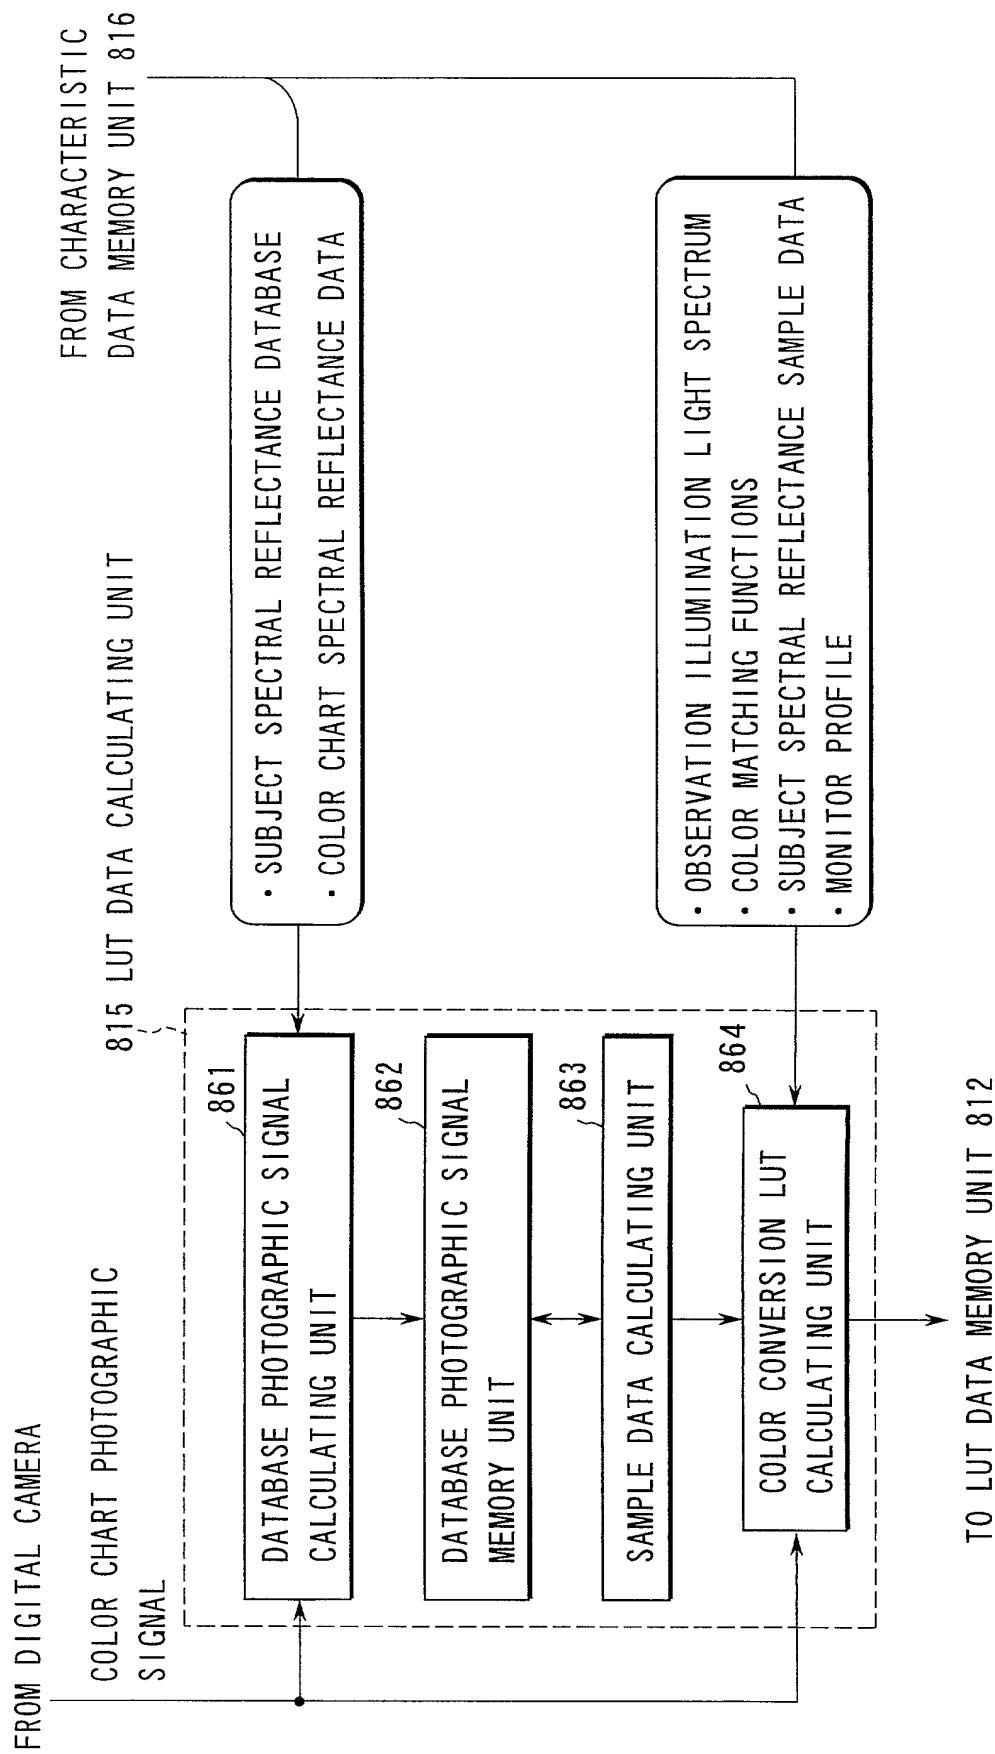 FROM DIGITAL CAMERA
COLOR CHART PHOTOGRAPHIC
SIGNAL
815 LUT DATA CALCULATING UNIT
FROM CHARACTERISTIC
DATA MEMORY UNIT 816
861
DATABASE PHOTOGRAPHIC SIGNAL
CALCULATING UNIT
• SUBJECT SPECTRAL REFLECTANCE DATABASE
• COLOR CHART SPECTRAL REFLECTANCE DATA
862
DATABASE PHOTOGRAPHIC SIGNAL
MEMORY UNIT
863
SAMPLE DATA CALCULATING UNIT
864
COLOR CONVERSION LUT
CALCULATING UNIT
• OBSERVATION ILLUMINATION LIGHT SPECTRUM
• COLOR MATCHING FUNCTIONS
• SUBJECT SPECTRAL REFLECTANCE SAMPLE DATA
• MONITOR PROFILE
TO LUT DATA MEMORY UNIT 812